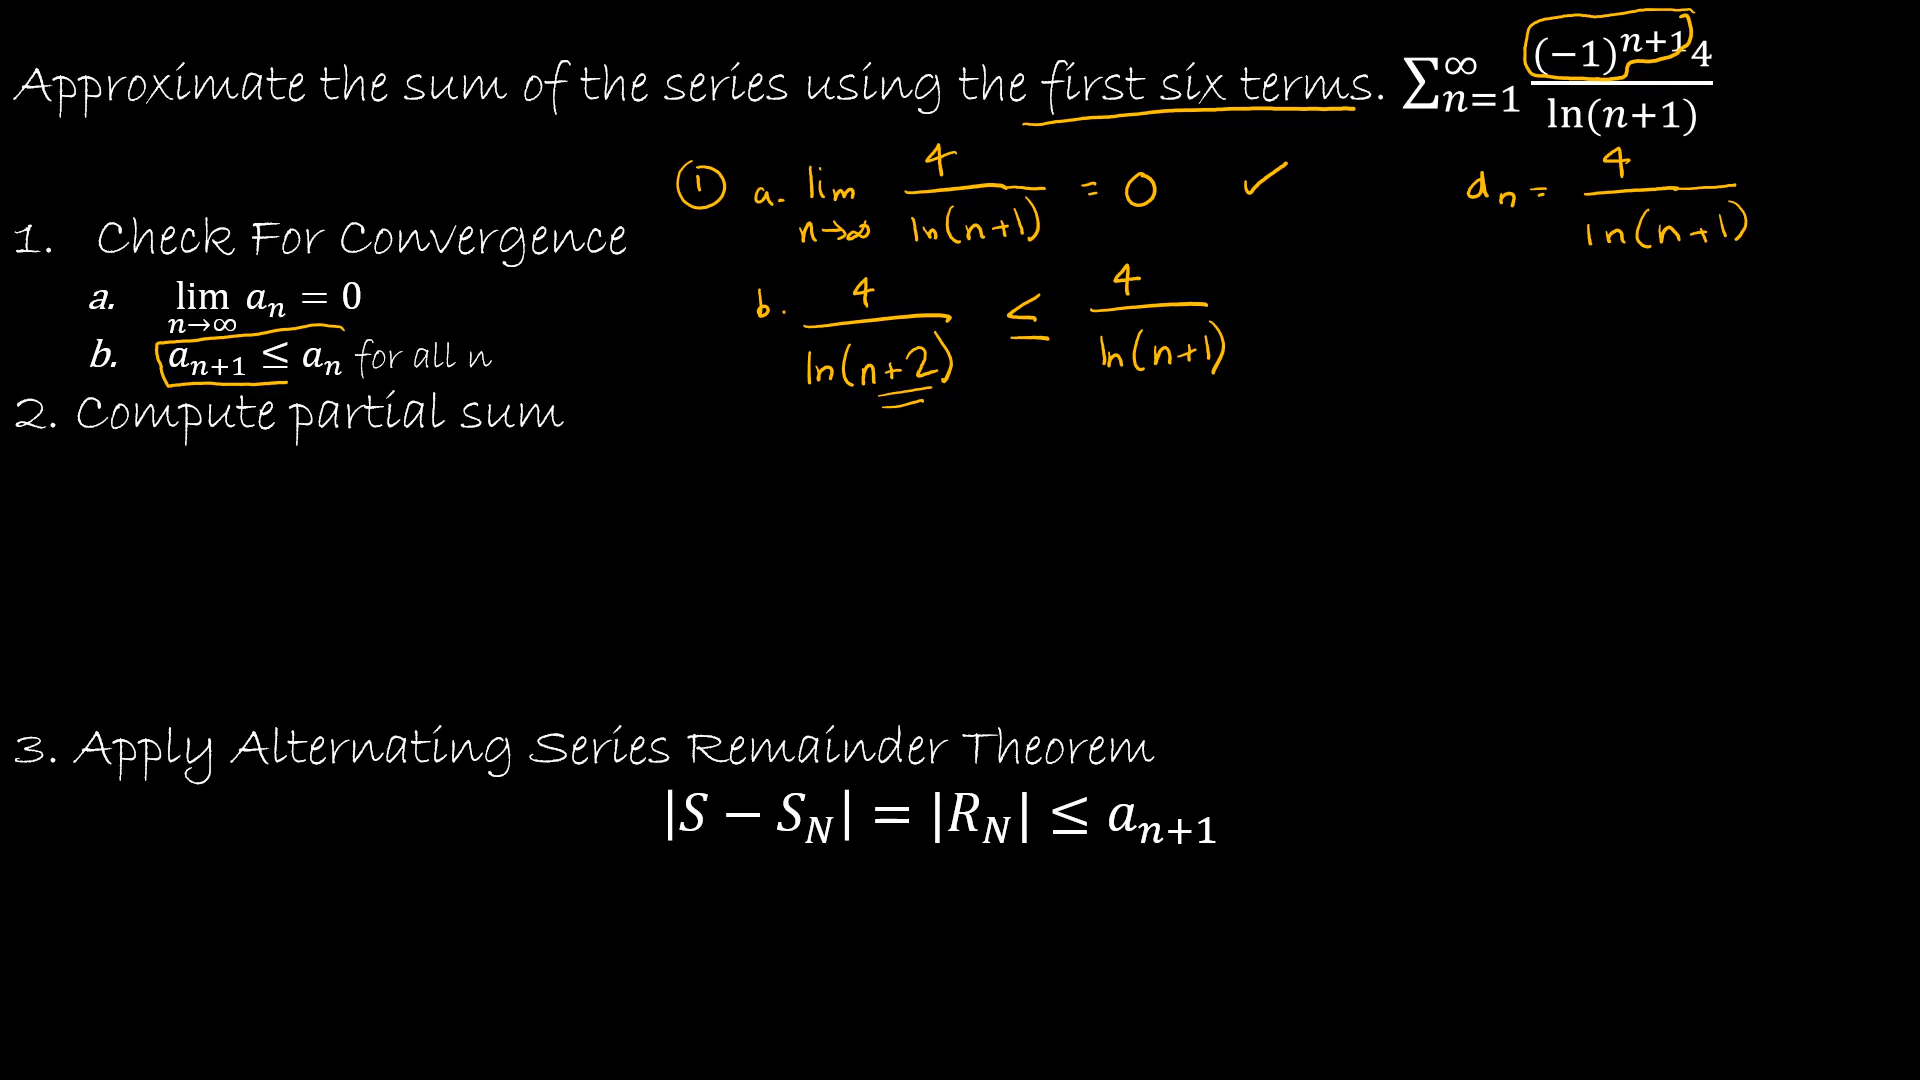 Approximate the sum of the series using the first six terms. ∑_{n=1}^{∞} (−1)^{n+1}4 / ln(n+1)
① a. lim_{n→∞} 4 / ln(n+1) = 0 ✓
a_n = 4 / ln(n+1)
1. Check For Convergence
a. lim_{n→∞} a_n = 0
b. 4 / ln(n+2) ≤ 4 / ln(n+1)
b. a_{n+1} ≤ a_n for all n
2. Compute partial sum
3. Apply Alternating Series Remainder Theorem
|S − S_N| = |R_N| ≤ a_{n+1}